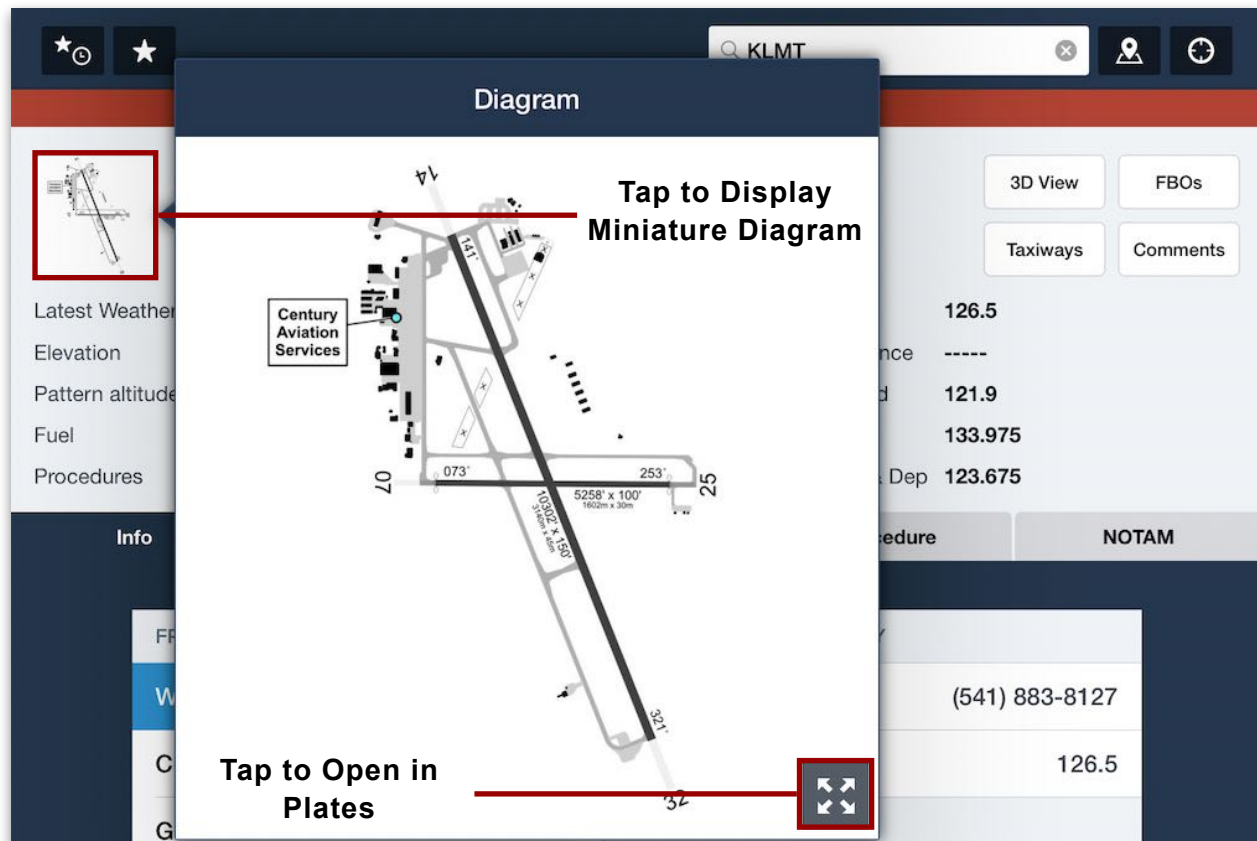 KLMT
Diagram
14
Tap to Display
Miniature Diagram
3D View
FBOs
141°
Taxiways
Comments
Century
Aviation
Services
Latest Weather
126.5
Elevation
nce
-----
Pattern altitude
d
121.9
Fuel
133.975
Procedures
Dep
123.675
07
073°
253°
25
5258' x 100'
1602m x 30m
10302' x 150'
3140m x 45m
Info
cedure
NOTAM
W
(541) 883-8127
321°
Tap to Open in
Plates
C
126.5
32
G